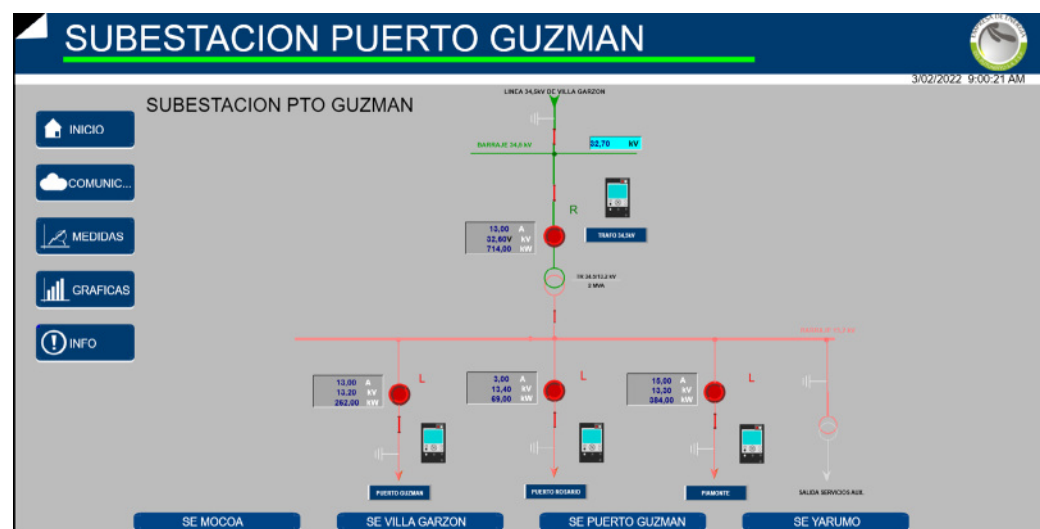 SUBESTACION PUERTO GUZMAN
3/02/2022 9:00:21 AM
SUBESTACION PTO GUZMAN
LINEA 34,5kV DE VILLA GARZON
INICIO
COMUNIC...
MEDIDAS
GRAFICAS
INFO
32,70 kV
R
TRAFO 34,5kV
13,00 A
32,60V kV
714,00 kW
TR 34.5/13,2 kV
2 MVA
L
13,00 A
13,20 kV
262,00 kW
L
3,00 A
13,40 kV
69,00 kW
L
15,00 A
13,30 kV
384,00 kW
PUERTO GUZMAN
PUERTO ROSARIO
PIAMONTE
SALIDA SERVICIOS AUX.
SE MOCOA
SE VILLA GARZON
SE PUERTO GUZMAN
SE YARUMO